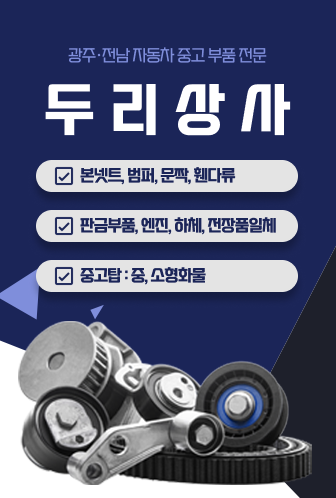 광주·전남 자동차 중고 부품 전문
두리상사
본넷트, 범퍼, 문짝, 휀다류
판금부품, 엔진, 하체, 전장품일체
중고탑 : 중, 소형화물